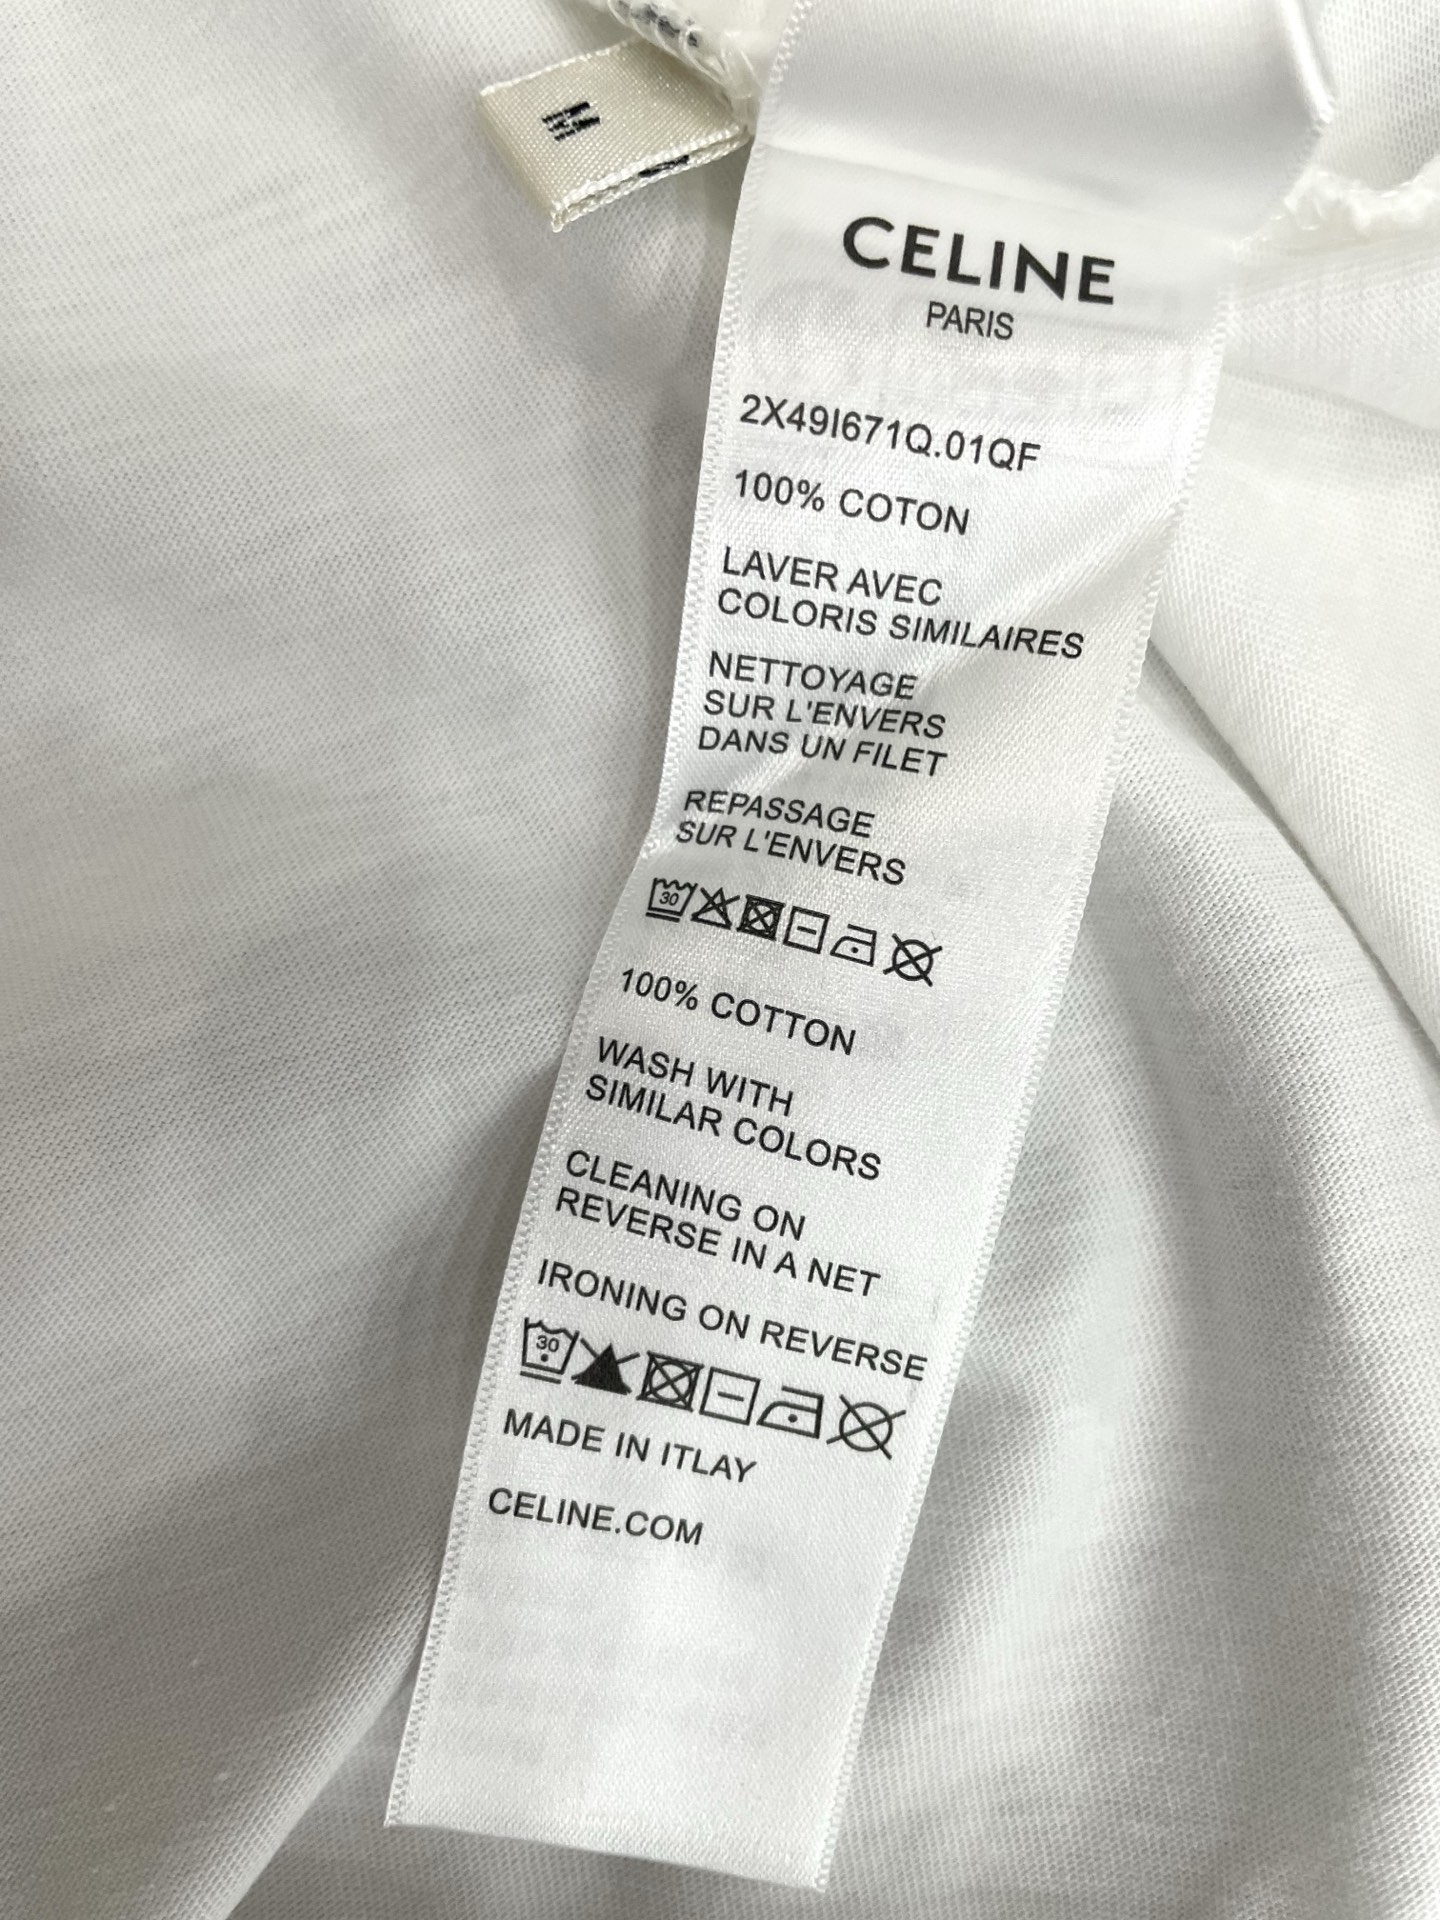 M
CELINE
PARIS
2X49I671Q.01QF
100% COTON
LAVER AVEC
COLORIS SIMILAIRES
NETTOYAGE
SUR L'ENVERS
DANS UN FILET
REPASSAGE
SUR L'ENVERS
30
100% COTTON
WASH WITH
SIMILAR COLORS
CLEANING ON
REVERSE IN A NET
IRONING ON REVERSE
30
MADE IN ITLAY
CELINE.COM